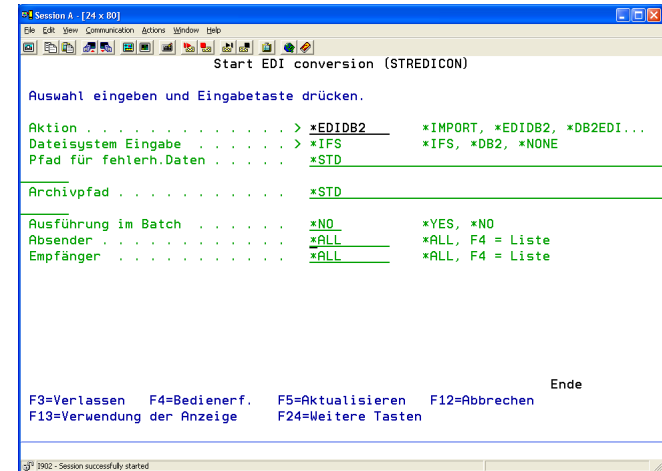 Session A - [24 x 80]
File Edit View Communication Actions Window Help
Start EDI conversion (STREDICON)
Auswahl eingeben und Eingabetaste drücken.
Aktion . . . . . . . . . . . . . > *EDIDB2 *IMPORT, *EDIDB2, *DB2EDI...
Dateisystem Eingabe . . . . . . > *IFS *IFS, *DB2, *NONE
Pfad für fehlerh.Daten . . . . . *STD
Archivpfad . . . . . . . . . . . *STD
Ausführung im Batch . . . . . . *NO *YES, *NO
Absender . . . . . . . . . . . . *ALL *ALL, F4 = Liste
Empfänger . . . . . . . . . . . *ALL *ALL, F4 = Liste
Ende
F3=Verlassen F4=Bedienerf. F5=Aktualisieren F12=Abbrechen
F13=Verwendung der Anzeige F24=Weitere Tasten
I902 - Session successfully started